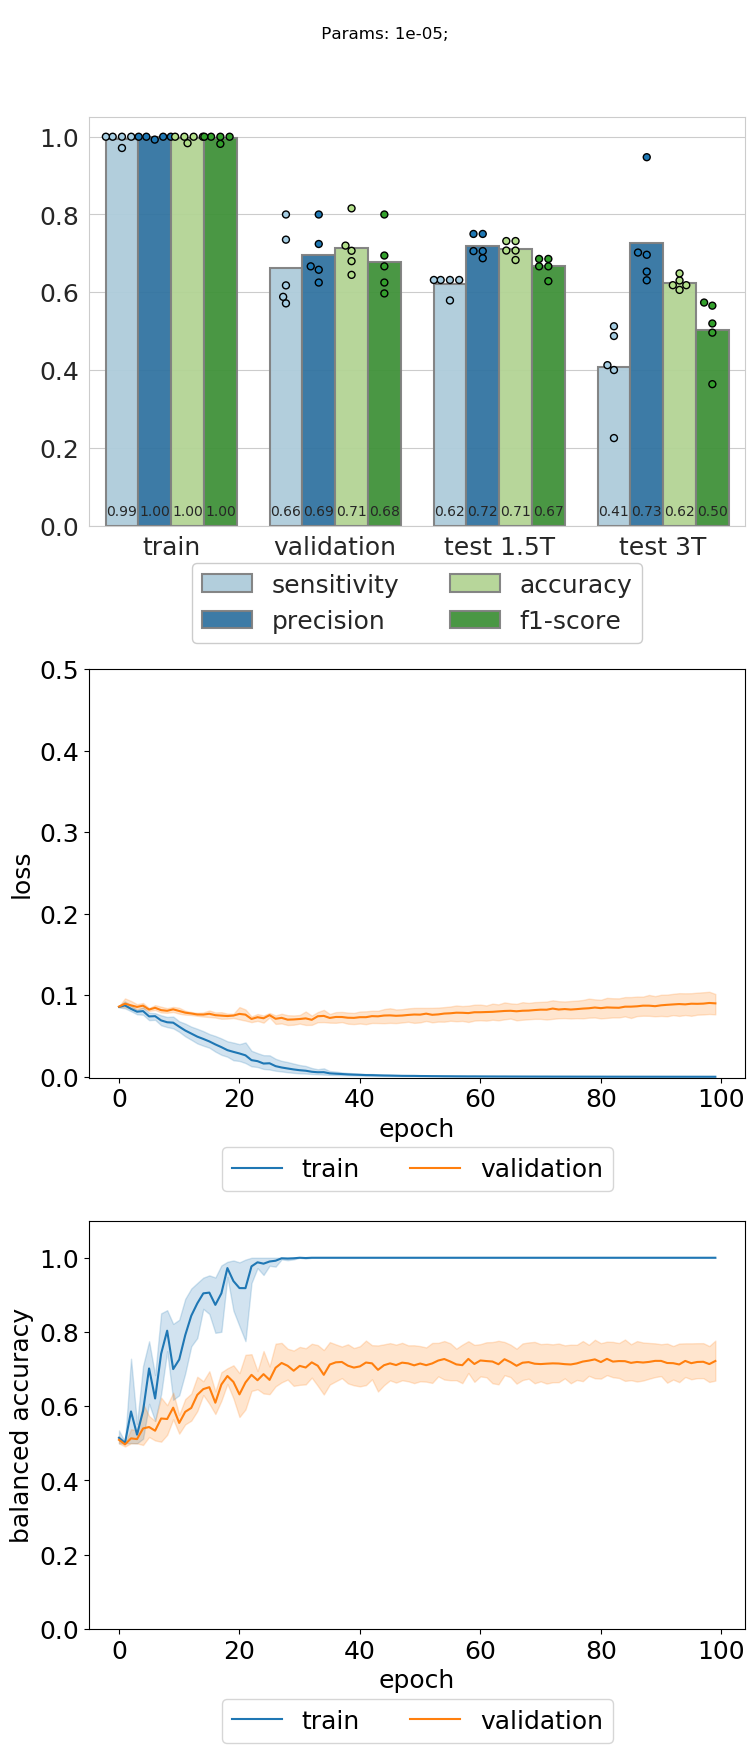 Params: 1e-05;
1.0
0.8
0.6
0.4
0.2
0.0
0.99 1.00 1.00 1.00 0.66 0.69 0.71 0.68 0.62 0.72 0.71 0.67 0.41 0.73 0.62 0.50
train validation test 1.5T test 3T
sensitivity accuracy
precision f1-score
0.5
0.4
0.3
0.2
0.1
0.0
loss
0 20 40 60 80 100
epoch
train validation
1.0
0.8
0.6
0.4
0.2
0.0
balanced accuracy
0 20 40 60 80 100
epoch
train validation